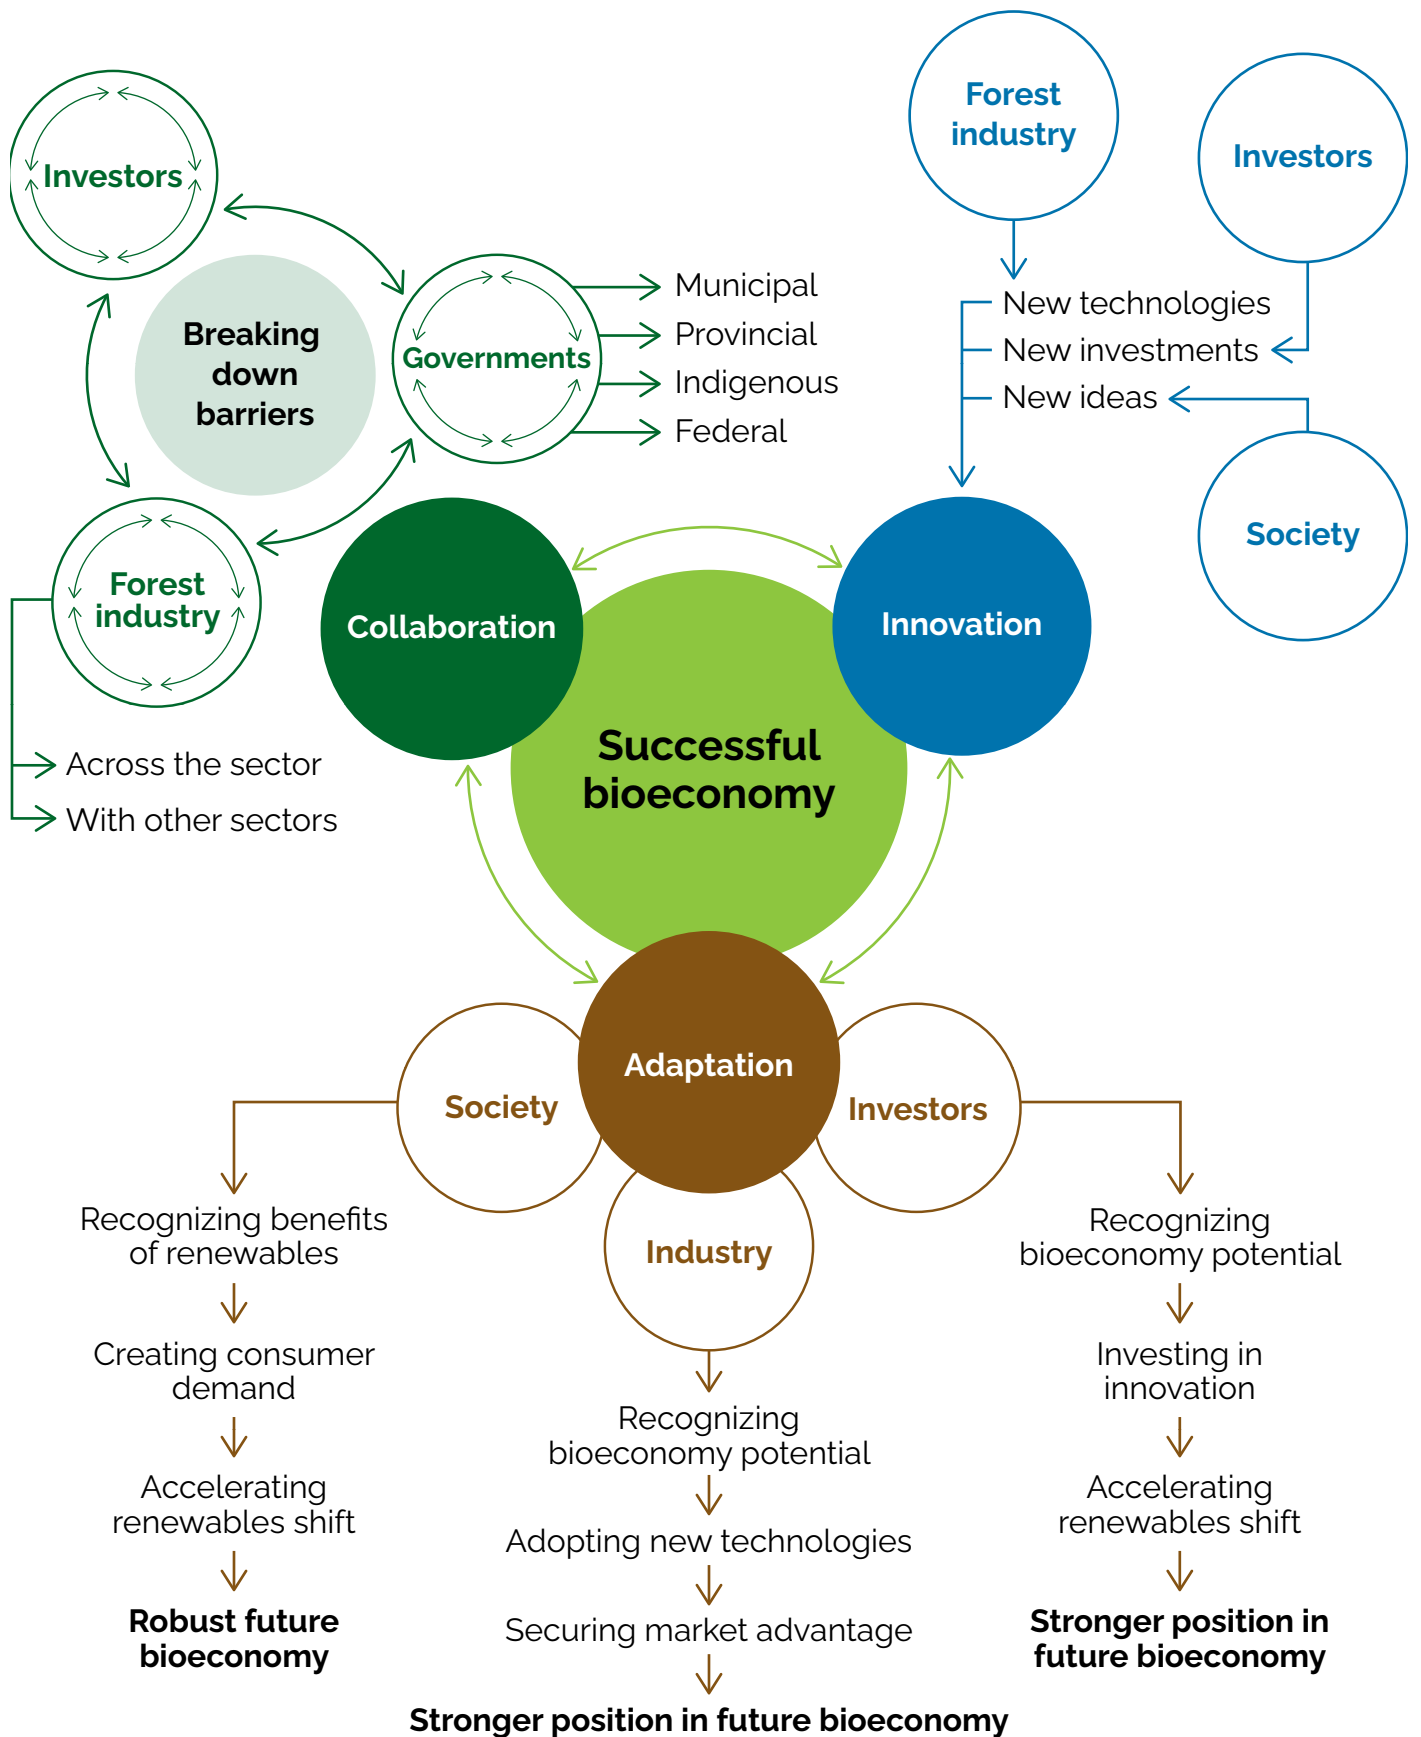 Investors
Breaking
down
barriers
Governments
Municipal
Provincial
Indigenous
Federal
Forest
industry
Across the sector
With other sectors
Forest
industry
Investors
New technologies
New investments
New ideas
Society
Collaboration
Innovation
Successful
bioeconomy
Adaptation
Society
Investors
Industry
Recognizing benefits
of renewables
Creating consumer
demand
Accelerating
renewables shift
Robust future
bioeconomy
Recognizing
bioeconomy potential
Adopting new technologies
Securing market advantage
Stronger position in future bioeconomy
Recognizing
bioeconomy potential
Investing in
innovation
Accelerating
renewables shift
Stronger position in
future bioeconomy